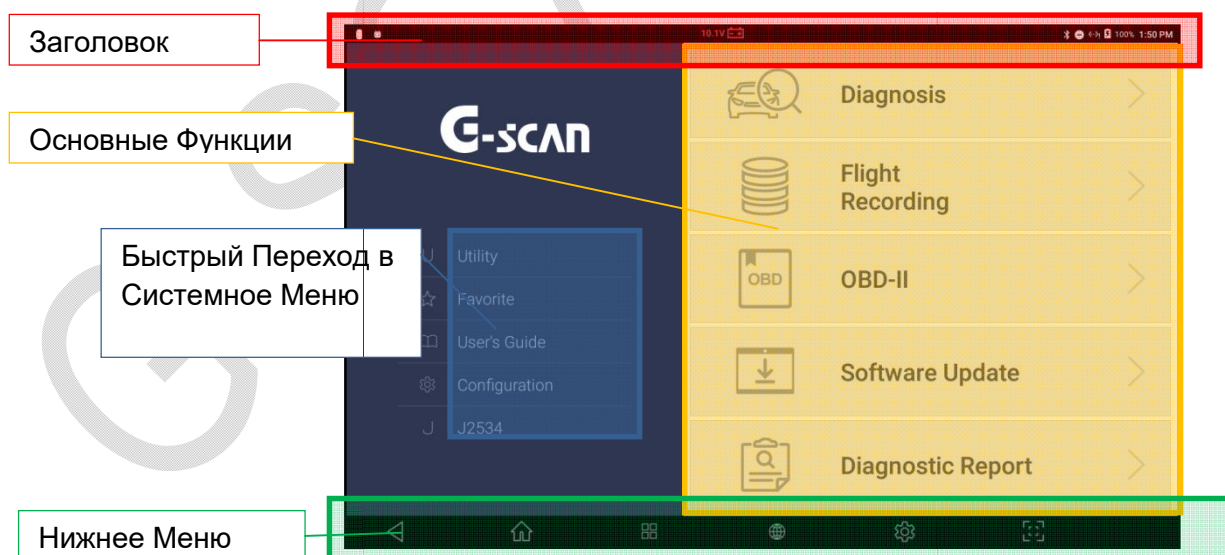 Заголовок
10.1V
100% 1:50 PM
Основные Функции
G-scan
Быстрый Переход в
Системное Меню
U Utility
Favorite
User's Guide
Configuration
J J2534
Diagnosis
Flight
Recording
OBD
OBD-II
Software Update
Diagnostic Report
Нижнее Меню